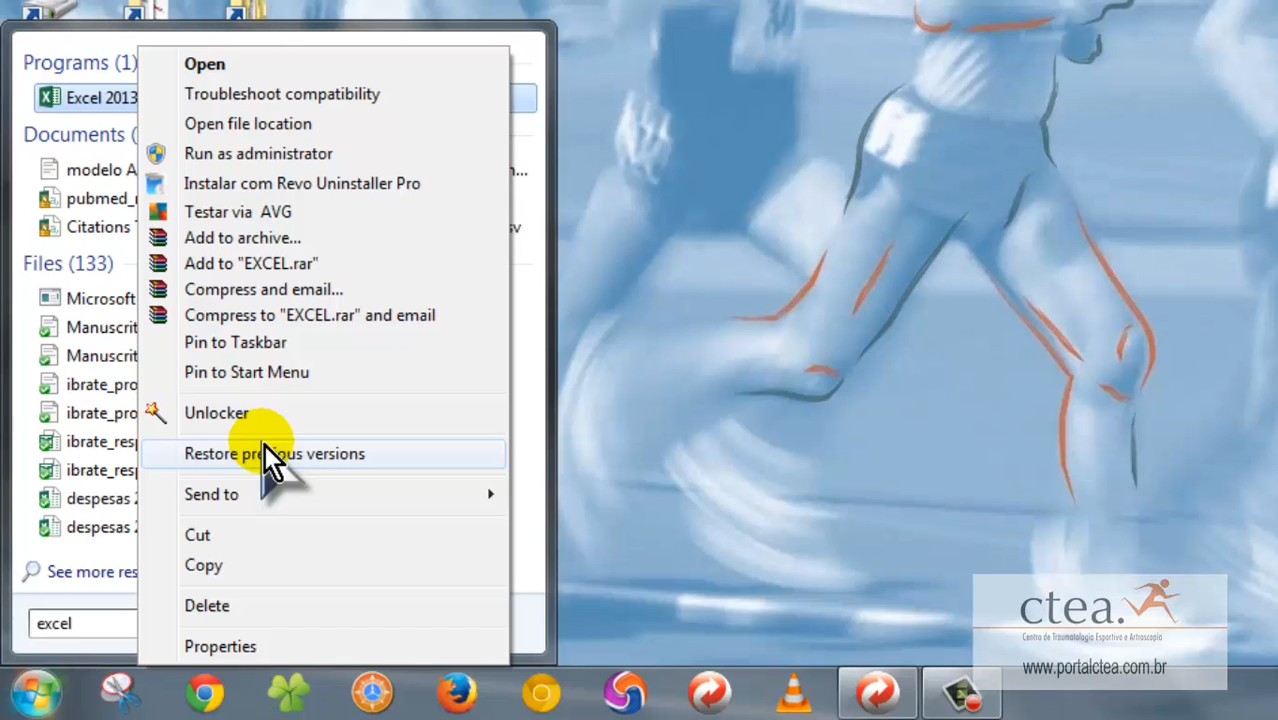 Programs (1)
Excel 2013
Documents (
modelo A
...
pubmed_r
Citations T
sv
Files (133)
Microsoft
Manuscrit
Manuscrit
ibrate_pro
ibrate_pro
ibrate_resp
ibrate_resp
despesas 2
despesas 2
See more res
excel
Open
Troubleshoot compatibility
Open file location
Run as administrator
Instalar com Revo Uninstaller Pro
Testar via AVG
Add to archive...
Add to "EXCEL.rar"
Compress and email...
Compress to "EXCEL.rar" and email
Pin to Taskbar
Pin to Start Menu
Unlocker
Restore previous versions
Send to
Cut
Copy
Delete
Properties
ctea.
Centro de Traumatologia Esportiva e Artroscopia
www.portalctea.com.br